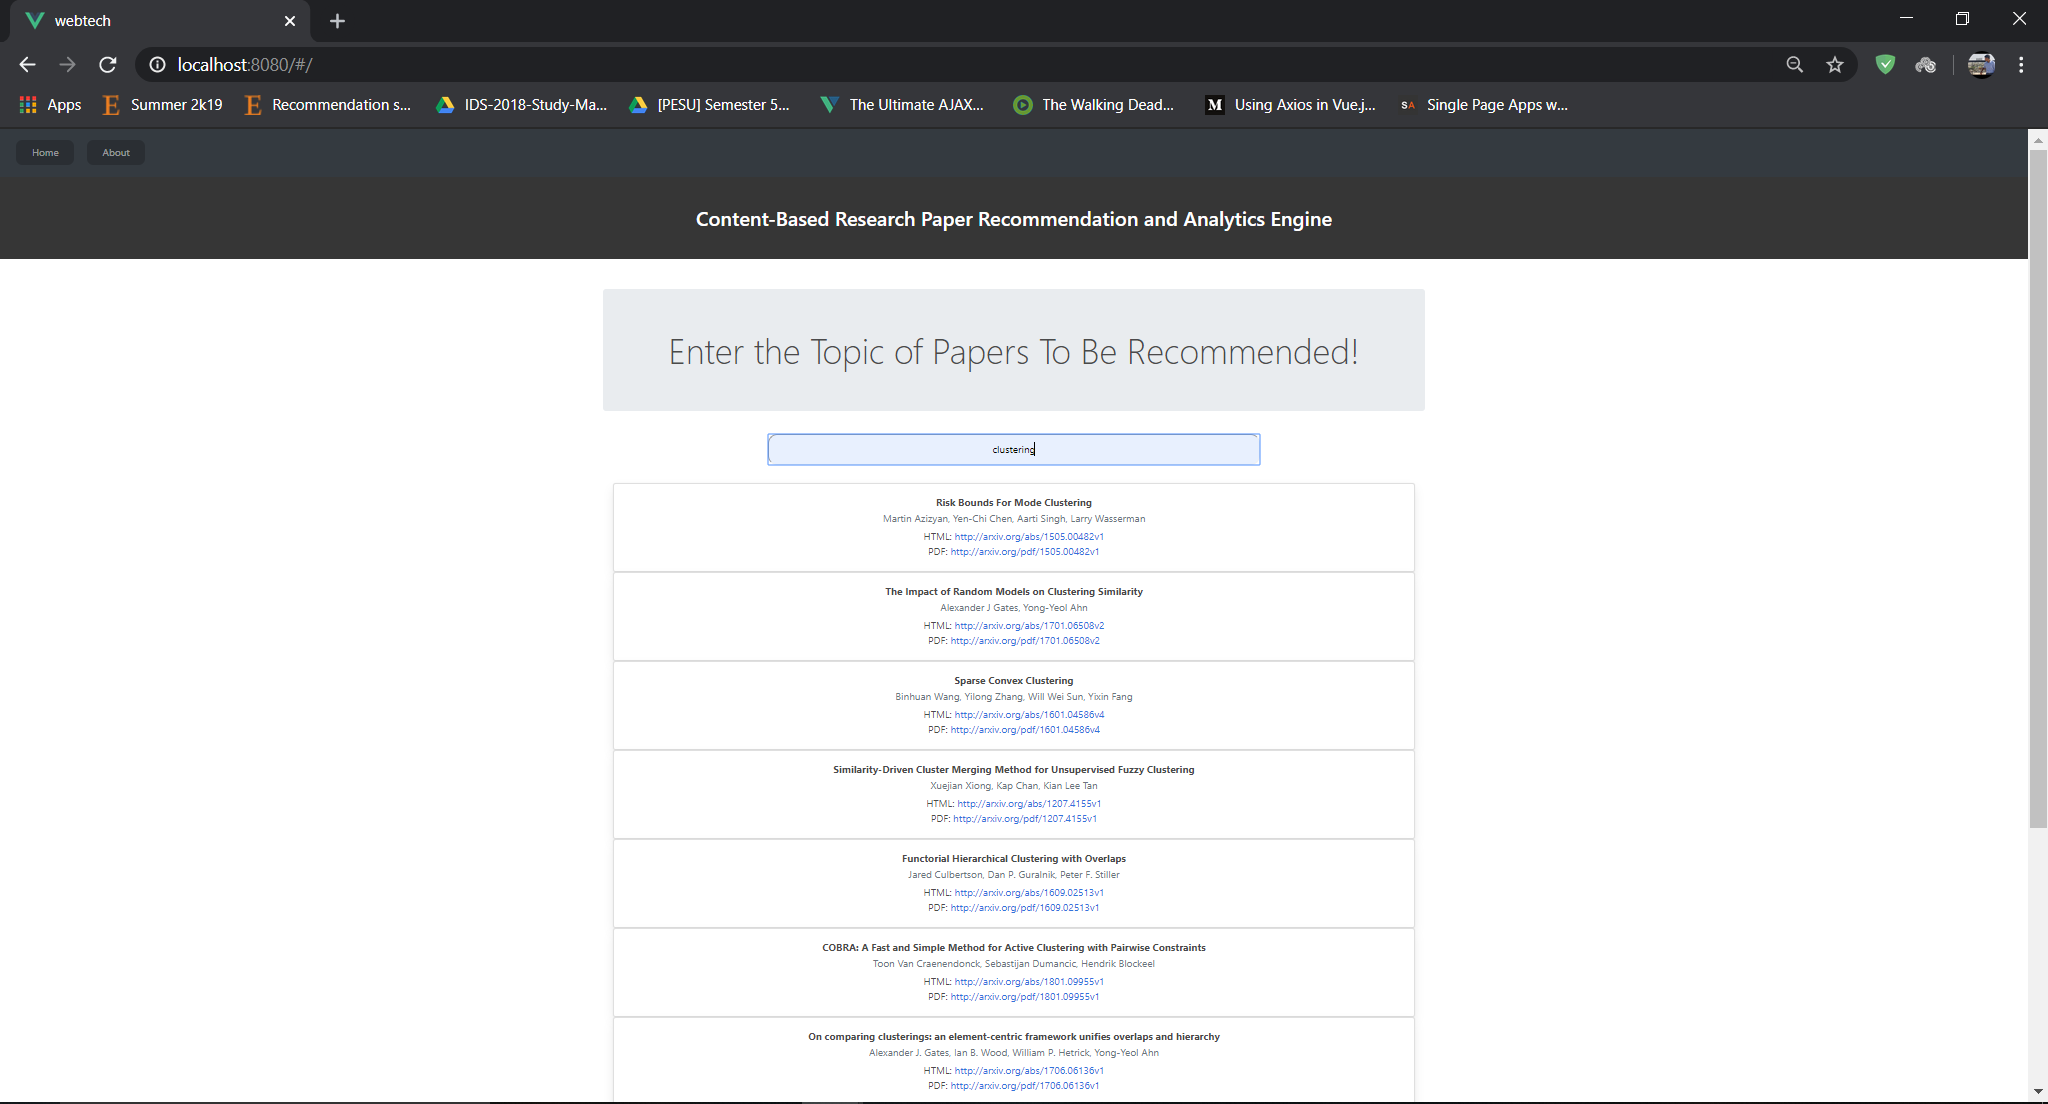 webtech
localhost:8080/#/
Apps Summer 2k19 Recommendation s... IDS-2018-Study-Ma... [PESU] Semester 5... The Ultimate AJAX... The Walking Dead... M Using Axios in Vue.j... SA Single Page Apps w...
Home About
Content-Based Research Paper Recommendation and Analytics Engine
Enter the Topic of Papers To Be Recommended!
clustering
Risk Bounds For Mode Clustering
Martin Azizyan, Yen-Chi Chen, Aarti Singh, Larry Wasserman
HTML: http://arxiv.org/abs/1505.00482v1
PDF: http://arxiv.org/pdf/1505.00482v1
The Impact of Random Models on Clustering Similarity
Alexander J Gates, Yong-Yeol Ahn
HTML: http://arxiv.org/abs/1701.06508v2
PDF: http://arxiv.org/pdf/1701.06508v2
Sparse Convex Clustering
Binhuan Wang, Yilong Zhang, Will Wei Sun, Yixin Fang
HTML: http://arxiv.org/abs/1601.04586v4
PDF: http://arxiv.org/pdf/1601.04586v4
Similarity-Driven Cluster Merging Method for Unsupervised Fuzzy Clustering
Xuejian Xiong, Kap Chan, Kian Lee Tan
HTML: http://arxiv.org/abs/1207.4155v1
PDF: http://arxiv.org/pdf/1207.4155v1
Functorial Hierarchical Clustering with Overlaps
Jared Culbertson, Dan P. Guralnik, Peter F. Stiller
HTML: http://arxiv.org/abs/1609.02513v1
PDF: http://arxiv.org/pdf/1609.02513v1
COBRA: A Fast and Simple Method for Active Clustering with Pairwise Constraints
Toon Van Craenendonck, Sebastijan Dumancic, Hendrik Blockeel
HTML: http://arxiv.org/abs/1801.09955v1
PDF: http://arxiv.org/pdf/1801.09955v1
On comparing clusterings: an element-centric framework unifies overlaps and hierarchy
Alexander J. Gates, Ian B. Wood, William P. Hetrick, Yong-Yeol Ahn
HTML: http://arxiv.org/abs/1706.06136v1
PDF: http://arxiv.org/pdf/1706.06136v1